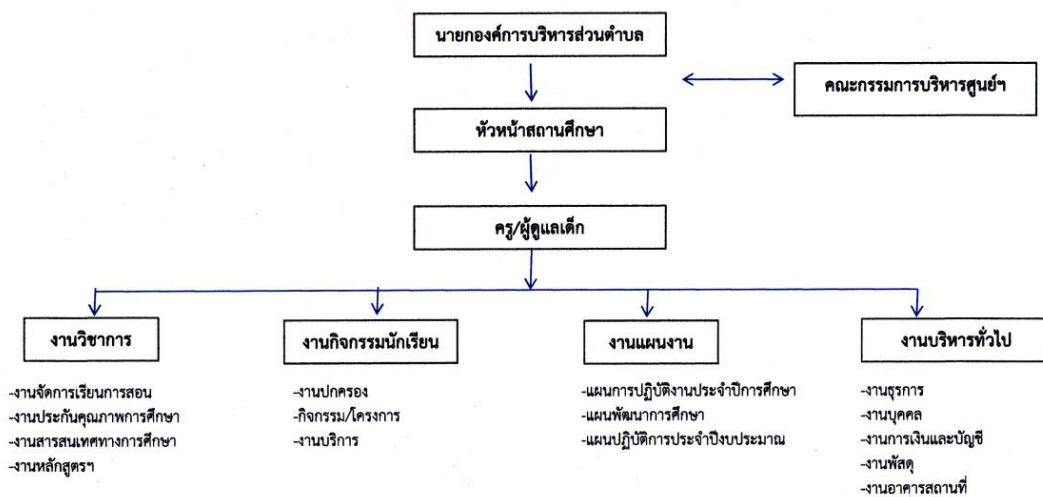 นายกองค์การบริหารส่วนตำบล
คณะกรรมการบริหารศูนย์ฯ
หัวหน้าสถานศึกษา
ครู/ผู้ดูแลเด็ก
งานวิชาการ
-งานจัดการเรียนการสอน
-งานประกันคุณภาพการศึกษา
-งานสารสนเทศทางการศึกษา
-งานหลักสูตรฯ
งานกิจกรรมนักเรียน
-งานปกครอง
-กิจกรรม/โครงการ
-งานบริการ
งานแผนงาน
-แผนการปฏิบัติงานประจำปีการศึกษา
-แผนพัฒนาการศึกษา
-แผนปฏิบัติการประจำปีงบประมาณ
งานบริหารทั่วไป
-งานธุรการ
-งานบุคคล
-งานการเงินและบัญชี
-งานพัสดุ
-งานอาคารสถานที่